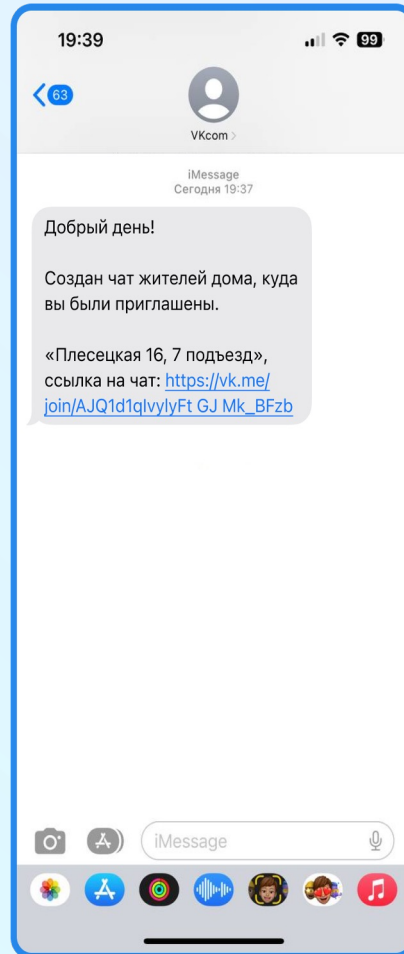 19:39
99
63
VKcom
iMessage
Сегодня 19:37
Добрый день!
Создан чат жителей дома, куда
вы были приглашены.
«Плесецкая 16, 7 подъезд»,
ссылка на чат: https://vk.me/
join/AJQ1d1qIvylyFt GJ Mk_BFzb
iMessage